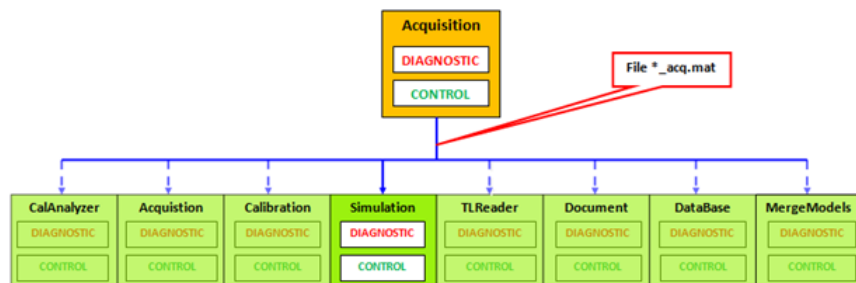 Acquisition
DIAGNOSTIC
CONTROL
File *_acq.mat
CalAnalyzer Acquistion Calibration Simulation TLReader Document DataBase MergeModels
DIAGNOSTIC DIAGNOSTIC DIAGNOSTIC DIAGNOSTIC DIAGNOSTIC DIAGNOSTIC DIAGNOSTIC DIAGNOSTIC
CONTROL CONTROL CONTROL CONTROL CONTROL CONTROL CONTROL CONTROL